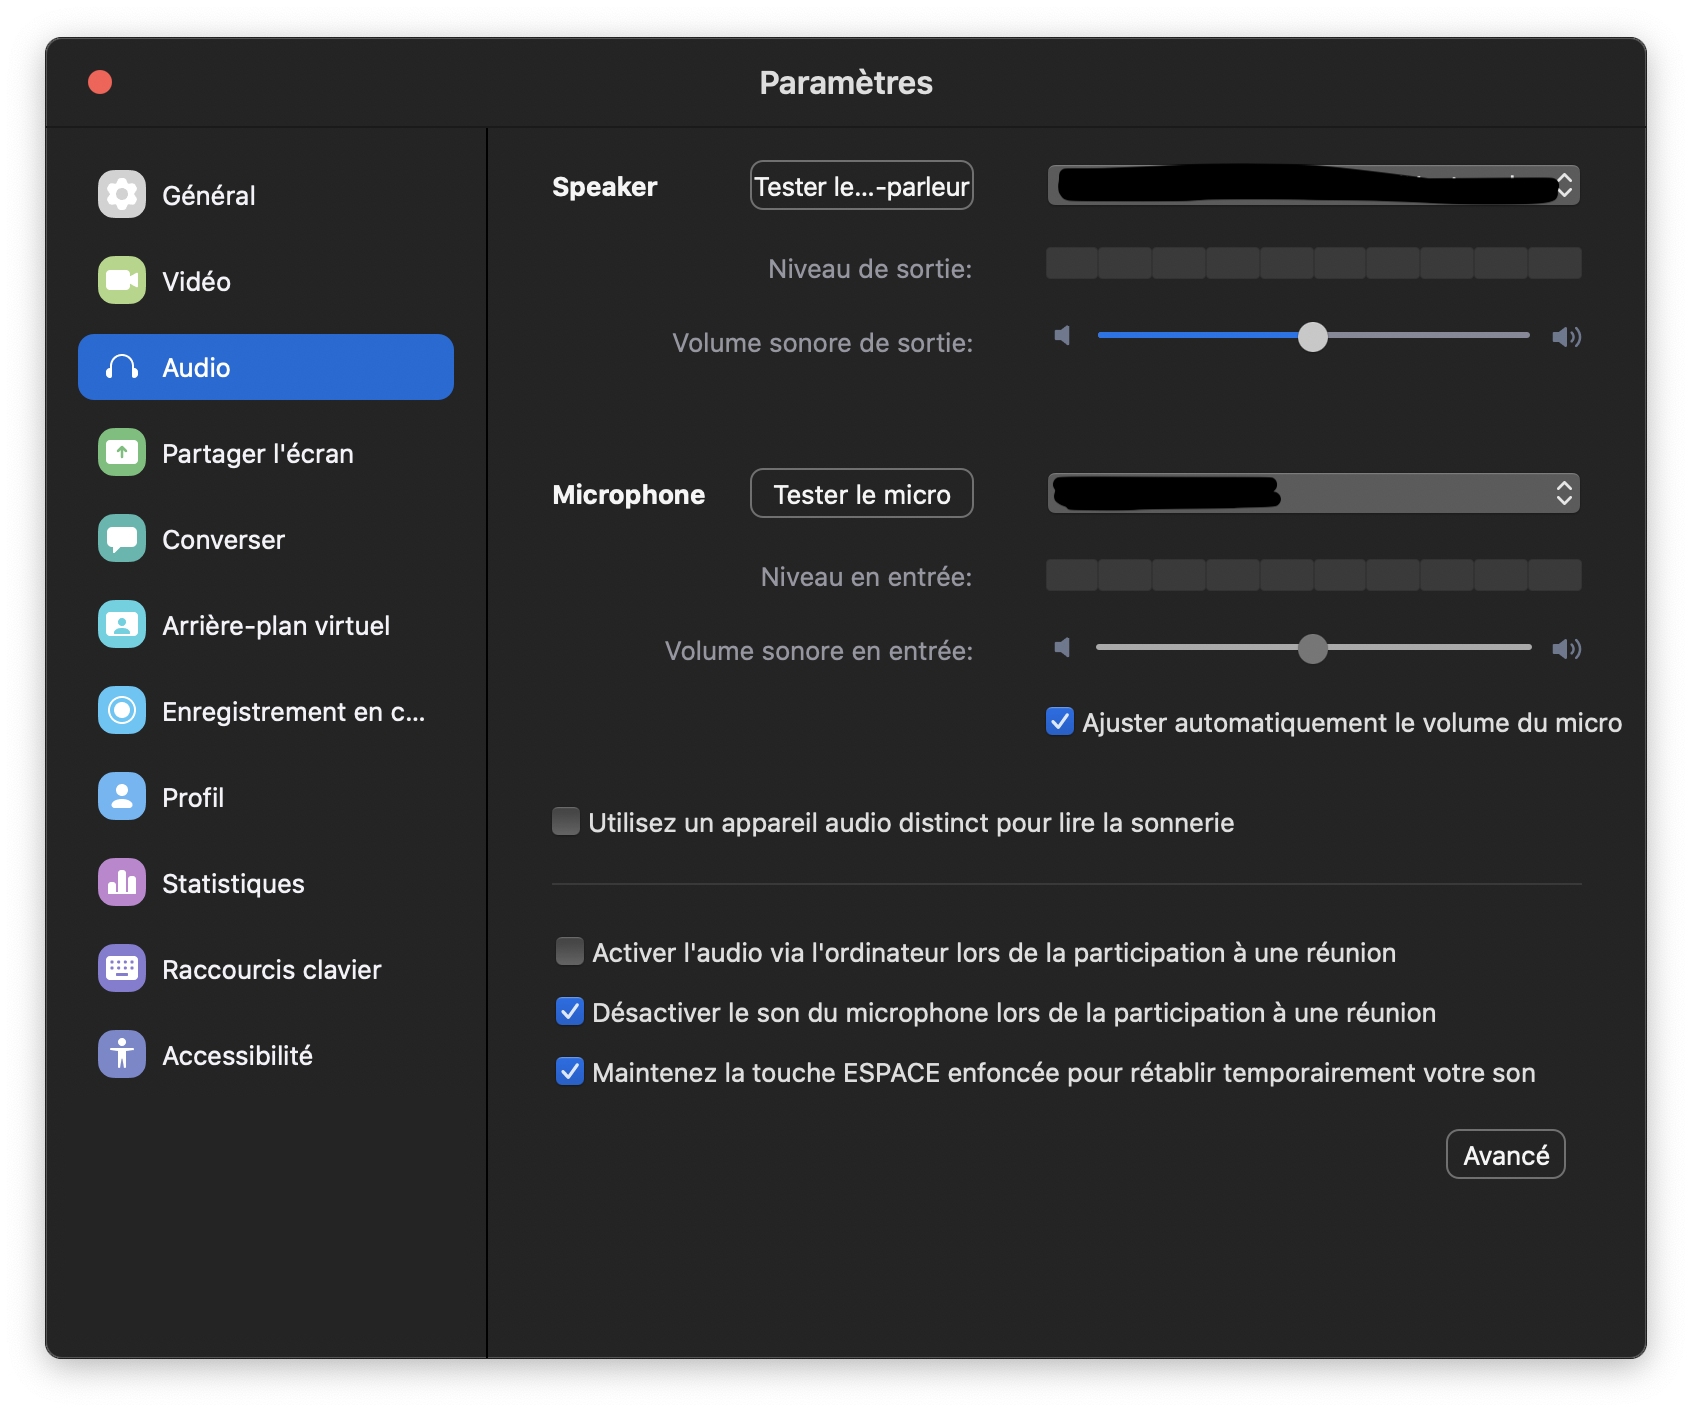 Paramètres
Général
Vidéo
Audio
Partager l'écran
Converser
Arrière-plan virtuel
Enregistrement en c...
Profil
Statistiques
Raccourcis clavier
Accessibilité
Speaker
Tester le...-parleur
Niveau de sortie:
Volume sonore de sortie:
Microphone
Tester le micro
Niveau en entrée:
Volume sonore en entrée:
Ajuster automatiquement le volume du micro
Utilisez un appareil audio distinct pour lire la sonnerie
Activer l'audio via l'ordinateur lors de la participation à une réunion
Désactiver le son du microphone lors de la participation à une réunion
Maintenez la touche ESPACE enfoncée pour rétablir temporairement votre son
Avancé